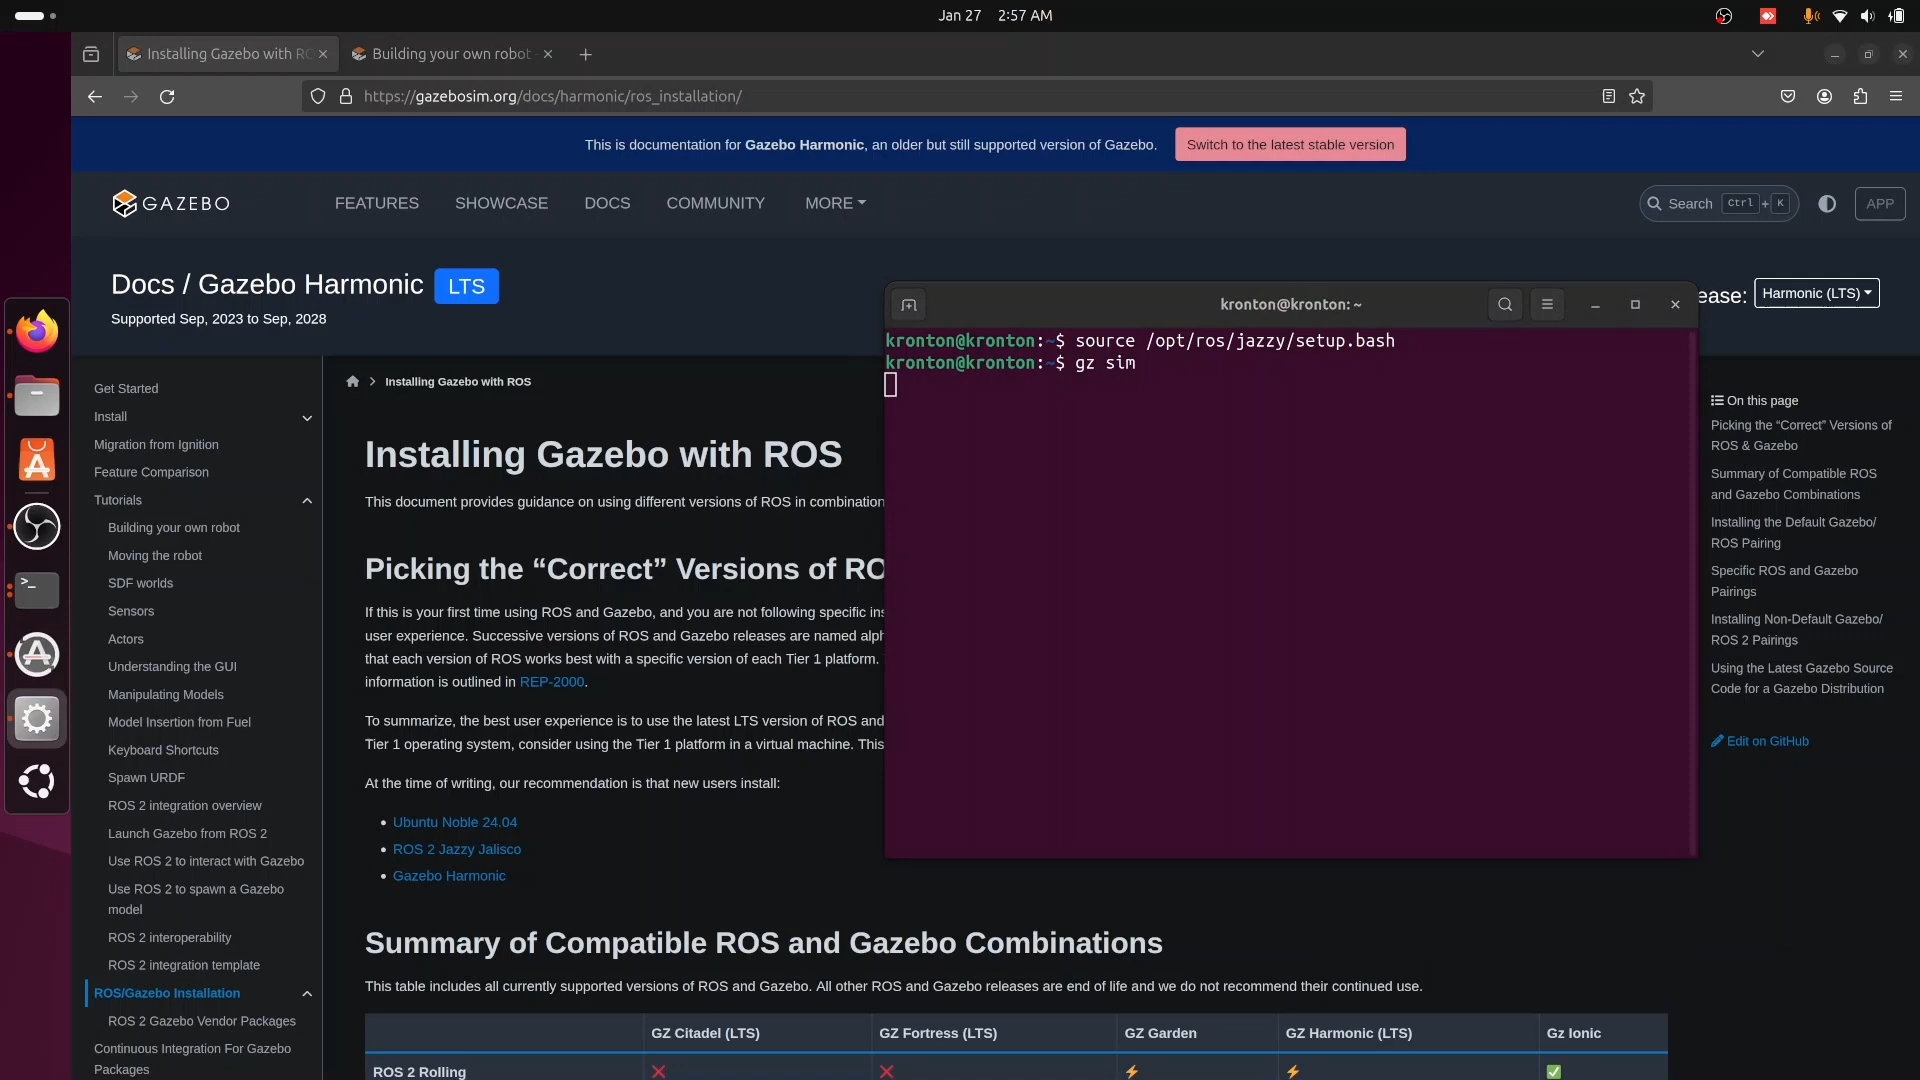 Jan 27 2:57 AM
Installing Gazebo with RO
Building your own robot
https://gazebosim.org/docs/harmonic/ros_installation/
This is documentation for Gazebo Harmonic, an older but still supported version of Gazebo.
Switch to the latest stable version
GAZEBO
FEATURES
SHOWCASE
DOCS
COMMUNITY
MORE
Search Ctrl + K
APP
Docs / Gazebo Harmonic LTS
Supported Sep, 2023 to Sep, 2028
ease: Harmonic (LTS)
kronton@kronton: ~
kronton@kronton:~$ source /opt/ros/jazzy/setup.bash
kronton@kronton:~$ gz sim
Get Started
Install
Migration from Ignition
Feature Comparison
Tutorials
Building your own robot
Moving the robot
SDF worlds
Sensors
Actors
Understanding the GUI
Manipulating Models
Model Insertion from Fuel
Keyboard Shortcuts
Spawn URDF
ROS 2 integration overview
Launch Gazebo from ROS 2
Use ROS 2 to interact with Gazebo
Use ROS 2 to spawn a Gazebo
model
ROS 2 interoperability
ROS 2 integration template
ROS/Gazebo Installation
ROS 2 Gazebo Vendor Packages
Continuous Integration For Gazebo
Packages
Installing Gazebo with ROS
Installing Gazebo with ROS
This document provides guidance on using different versions of ROS in combination
Picking the “Correct” Versions of RO
If this is your first time using ROS and Gazebo, and you are not following specific ins
user experience. Successive versions of ROS and Gazebo releases are named alph
that each version of ROS works best with a specific version of each Tier 1 platform.
information is outlined in REP-2000.
To summarize, the best user experience is to use the latest LTS version of ROS and
Tier 1 operating system, consider using the Tier 1 platform in a virtual machine. This
At the time of writing, our recommendation is that new users install:
Ubuntu Noble 24.04
ROS 2 Jazzy Jalisco
Gazebo Harmonic
Summary of Compatible ROS and Gazebo Combinations
This table includes all currently supported versions of ROS and Gazebo. All other ROS and Gazebo releases are end of life and we do not recommend their continued use.
GZ Citadel (LTS) GZ Fortress (LTS) GZ Garden GZ Harmonic (LTS) Gz Ionic
ROS 2 Rolling ❌ ❌ ⚡ ⚡ ✅
On this page
Picking the “Correct” Versions of
ROS & Gazebo
Summary of Compatible ROS
and Gazebo Combinations
Installing the Default Gazebo/
ROS Pairing
Specific ROS and Gazebo
Pairings
Installing Non-Default Gazebo/
ROS 2 Pairings
Using the Latest Gazebo Source
Code for a Gazebo Distribution
Edit on GitHub